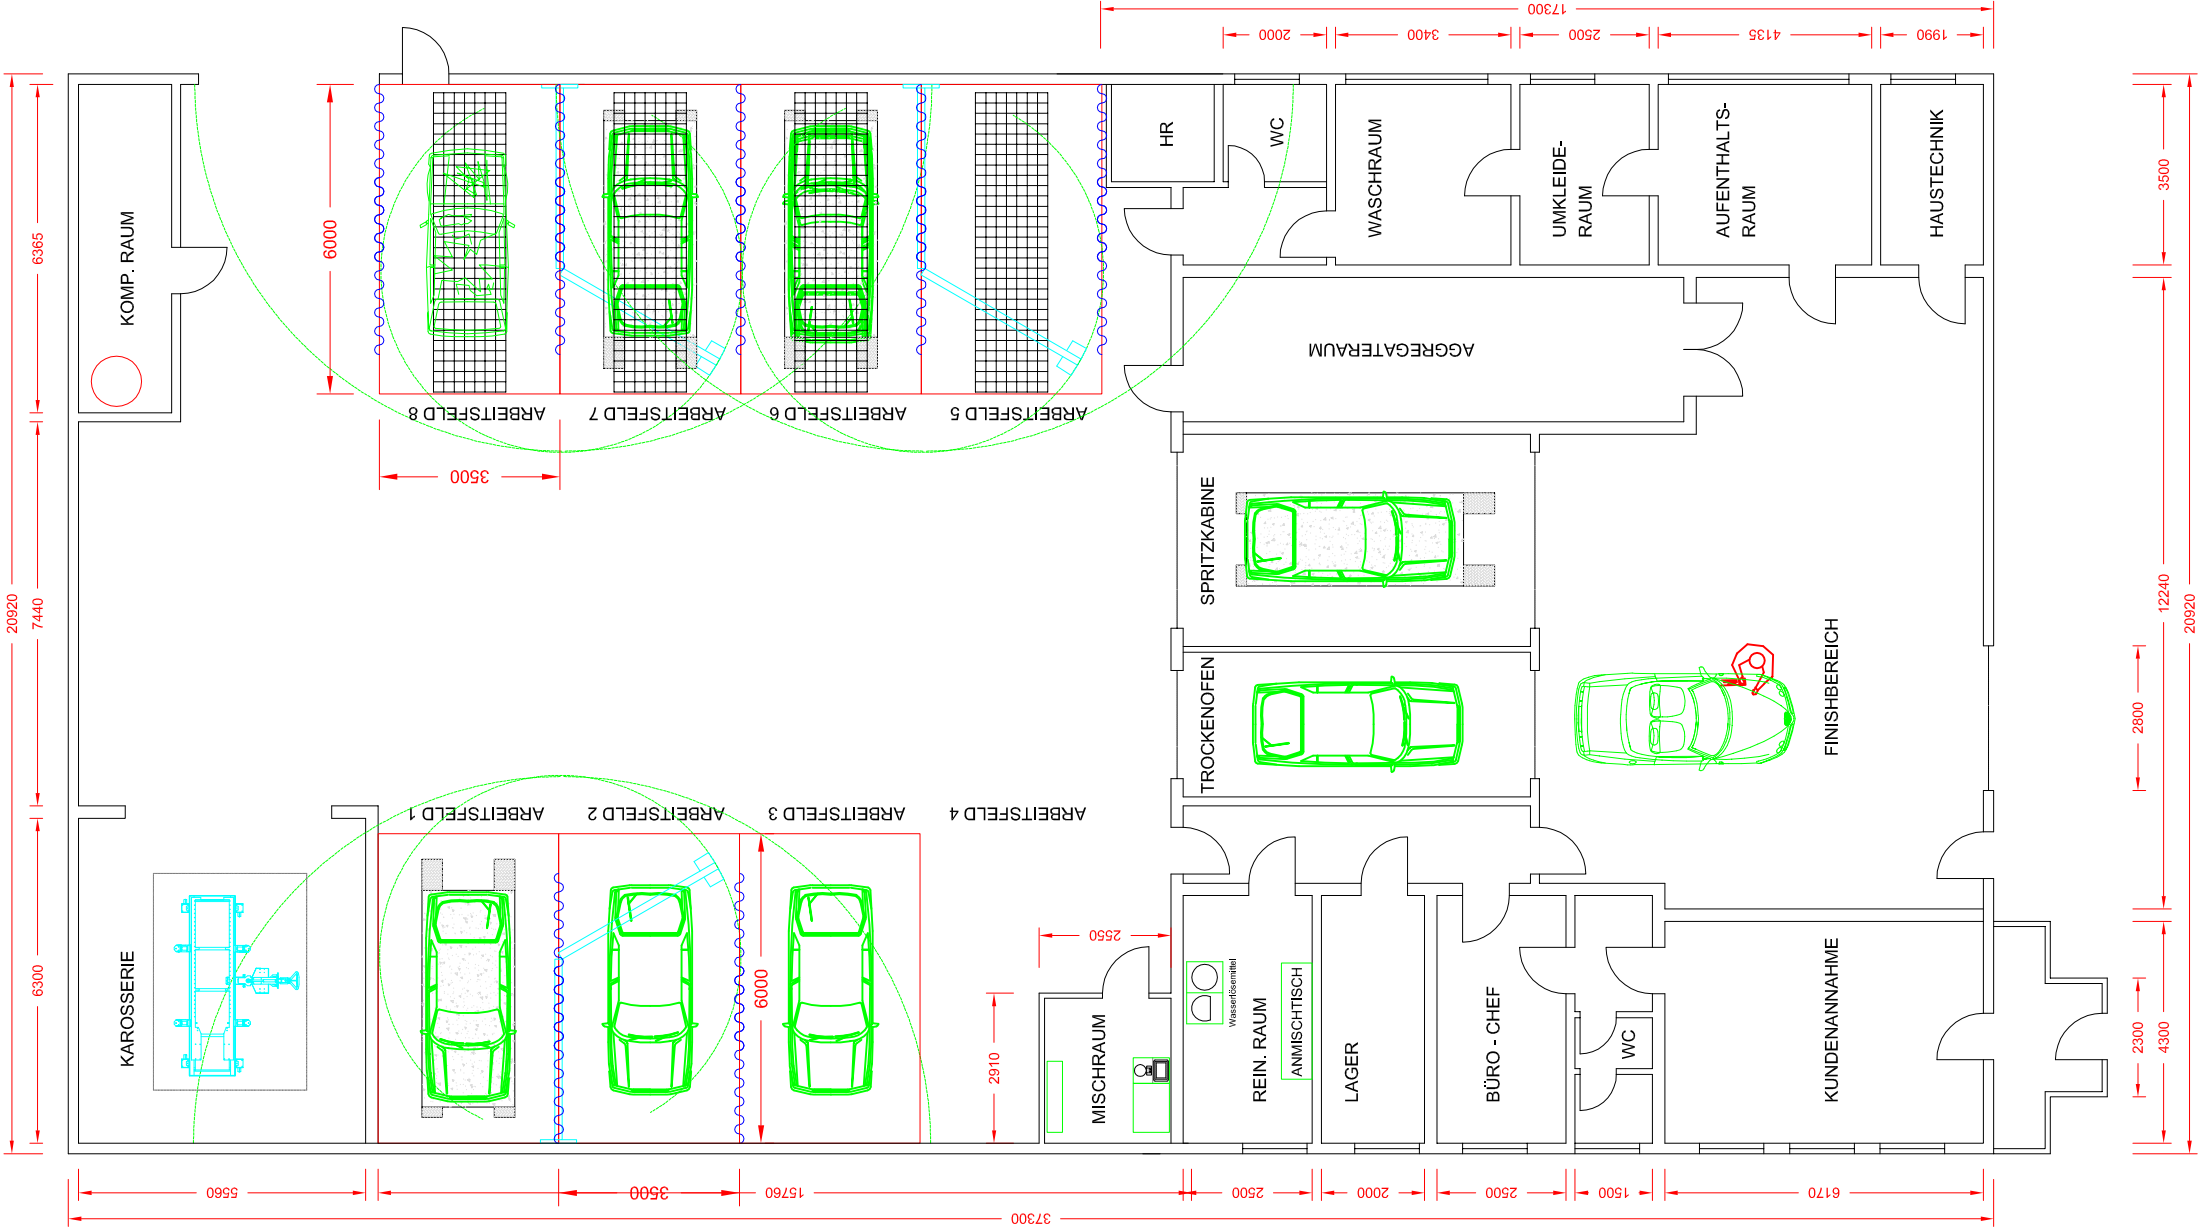 17300
2000
3400
2500
4135
1990
KOMP. RAUM
HR
WC
WASCHRAUM
UMKLEIDE-
RAUM
AUFENTHALTS-
RAUM
HAUSTECHNIK
6365
6000
3500
AGGREGATERAUM
ARBEITSFELD 8
ARBEITSFELD 7
ARBEITSFELD 6
ARBEITSFELD 5
3500
SPRITZKABINE
20920
7440
12240
20920
TROCKENOFEN
FINISHBEREICH
2800
ARBEITSFELD 1
ARBEITSFELD 2
ARBEITSFELD 3
ARBEITSFELD 4
2550
KAROSSERIE
6300
6000
2910
MISCHRAUM
Wasserlösemittel
REIN. RAUM
ANMISCHTISCH
LAGER
BÜRO - CHEF
WC
KUNDENANNAHME
2300
4300
5560
3500
15760
2500
2000
2500
1500
6170
37300